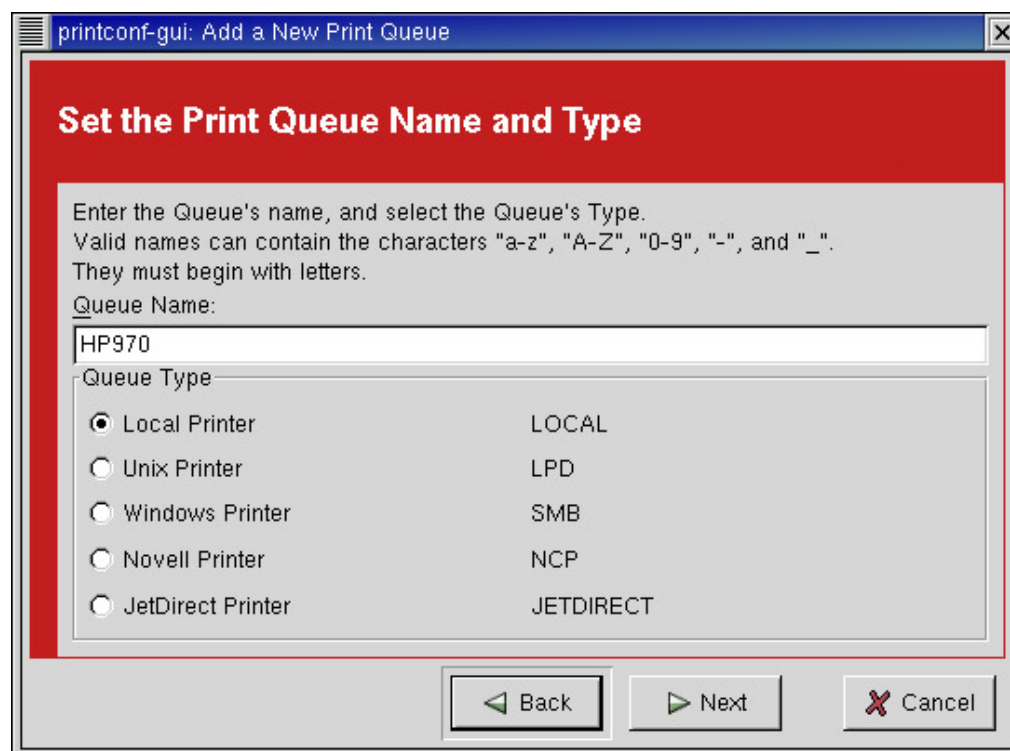 printconf-gui: Add a New Print Queue
Set the Print Queue Name and Type
Enter the Queue's name, and select the Queue's Type.
Valid names can contain the characters "a-z", "A-Z", "0-9", "-", and "_".
They must begin with letters.
Queue Name:
HP970
Queue Type
Local Printer LOCAL
Unix Printer LPD
Windows Printer SMB
Novell Printer NCP
JetDirect Printer JETDIRECT
Back Next Cancel